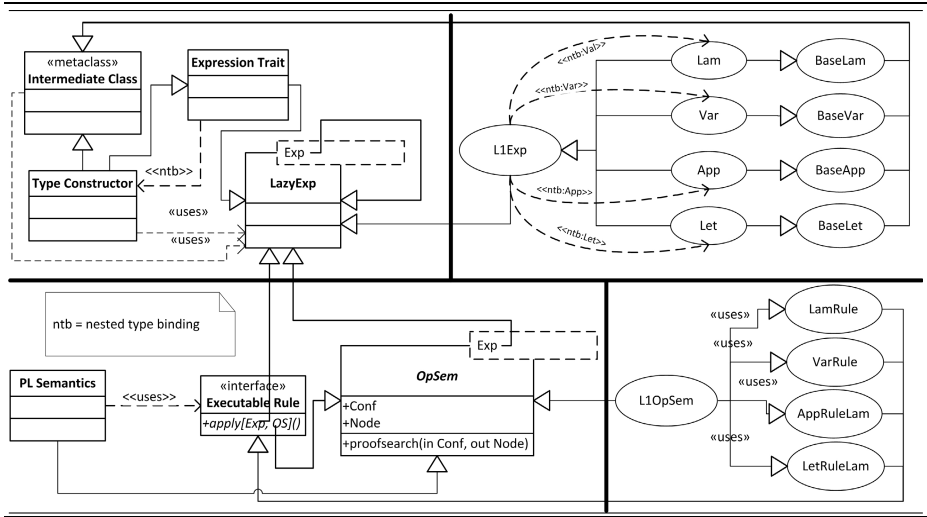 «metaclass»
Intermediate Class
Expression Trait
Exp
LazyExp
<<ntb>>
Type Constructor
«uses»
«uses»
<<ntb:Val>>
<<ntb:Var>>
<<ntb:App>>
<<ntb:Let>>
L1Exp
Lam
BaseLam
Var
BaseVar
App
BaseApp
Let
BaseLet
ntb = nested type binding
PL Semantics
<<uses>>
«interface»
Executable Rule
+apply[Exp, OS]()
Exp
OpSem
+Conf
+Node
+proofsearch(in Conf, out Node)
L1OpSem
«uses»
«uses»
«uses»
«uses»
LamRule
VarRule
AppRuleLam
LetRuleLam